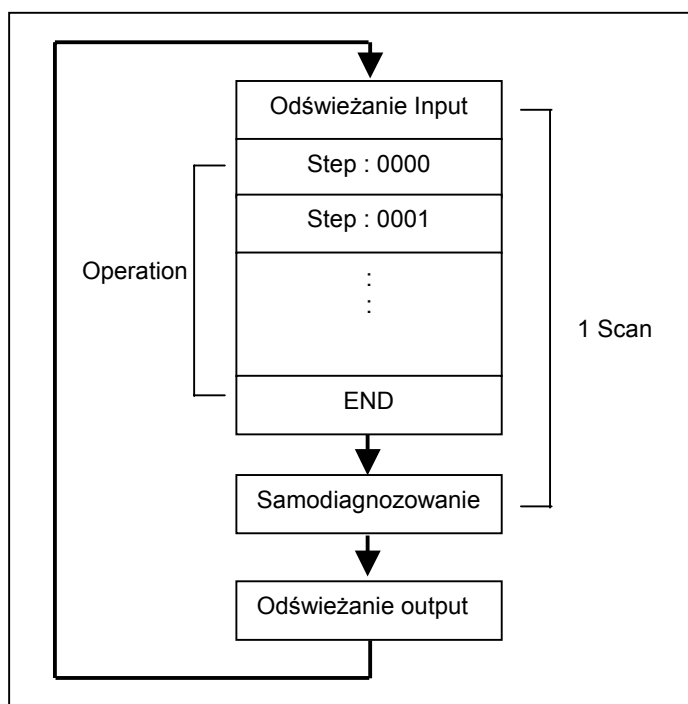 Odświeżanie Input
Step : 0000
Step : 0001
Operation
:
:
1 Scan
END
Samodiagnozowanie
Odświeżanie output